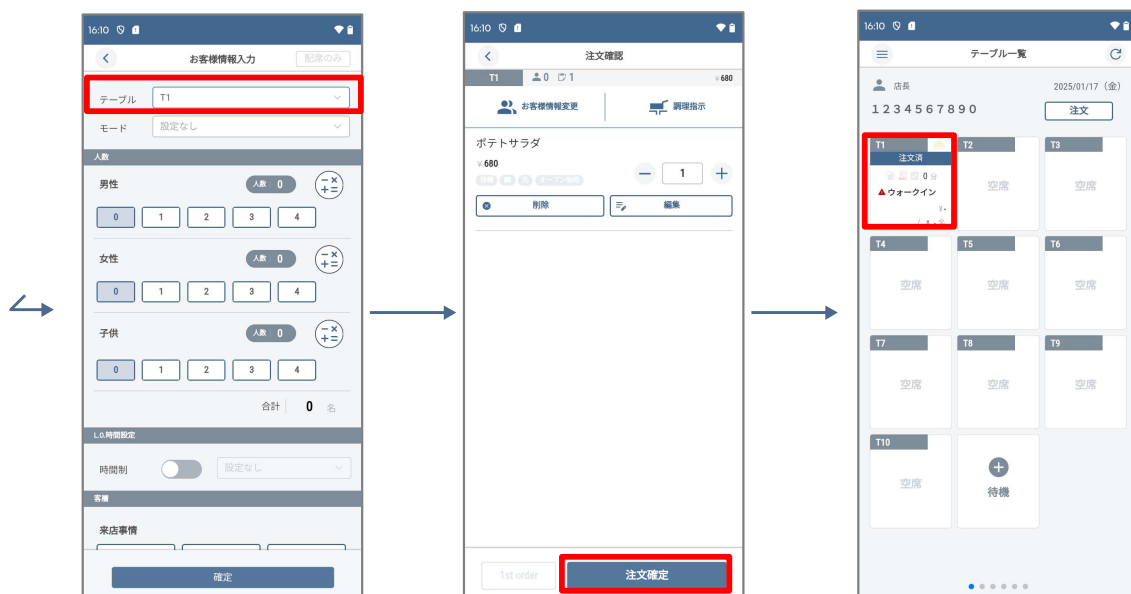 16:10
お客様情報入力
配席のみ
テーブル T1
モード 設定なし
人数
男性 人数 0
0 1 2 3 4
女性 人数 0
0 1 2 3 4
子供 人数 0
0 1 2 3 4
合計 0 名
L.O.時間設定
時間制 設定なし
客層
来店事情
確定
16:10
注文確認
T1 0 1 ¥680
お客様情報変更 調理指示
ポテトサラダ
¥680
1
削除 編集
1st order 注文確定
16:10
テーブル一覧
店長 2025/01/17 (金)
1234567890 注文
T1 T2 T3
注文済
0 分
ウォークイン 空席 空席
¥-
T4 T5 T6
空席 空席 空席
T7 T8 T9
空席 空席 空席
T10
空席 待機